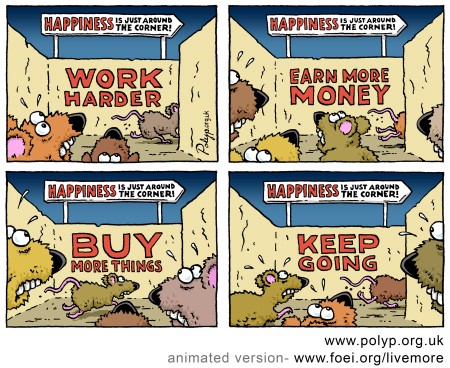 HAPPINESS IS JUST AROUND
THE CORNER!
WORK
HARDER
Polyp.org.uk
HAPPINESS IS JUST AROUND
THE CORNER!
EARN MORE
MONEY
HAPPINESS IS JUST AROUND
THE CORNER!
BUY
MORE THINGS
HAPPINESS IS JUST AROUND
THE CORNER!
KEEP
GOING
www.polyp.org.uk
animated version- www.foei.org/livemore